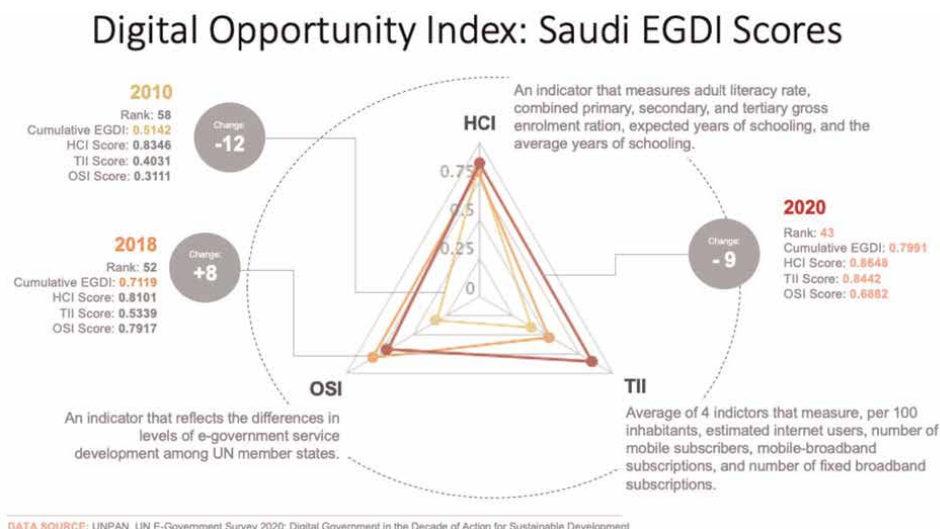 Digital Opportunity Index: Saudi EGDI Scores
2010
Rank: 58
Cumulative EGDI: 0.5142
HCI Score: 0.8346
TII Score: 0.4031
OSI Score: 0.3111
Change:
-12
2018
Rank: 52
Cumulative EGDI: 0.7119
HCI Score: 0.8101
TII Score: 0.5339
OSI Score: 0.7917
Change:
+8
HCI
An indicator that measures adult literacy rate,
combined primary, secondary, and tertiary gross
enrolment ration, expected years of schooling, and the
average years of schooling.
0.75
0.5
0.25
0
Change:
- 9
2020
Rank: 43
Cumulative EGDI: 0.7991
HCI Score: 0.8648
TII Score: 0.8442
OSI Score: 0.6882
OSI
An indicator that reflects the differences in
levels of e-government service
development among UN member states.
TII
Average of 4 indictors that measure, per 100
inhabitants, estimated internet users, number of
mobile subscribers, mobile-broadband
subscriptions, and number of fixed broadband
subscriptions.
DATA SOURCE: UNPAN, UN E-Government Survey 2020: Digital Government in the Decade of Action for Sustainable Development